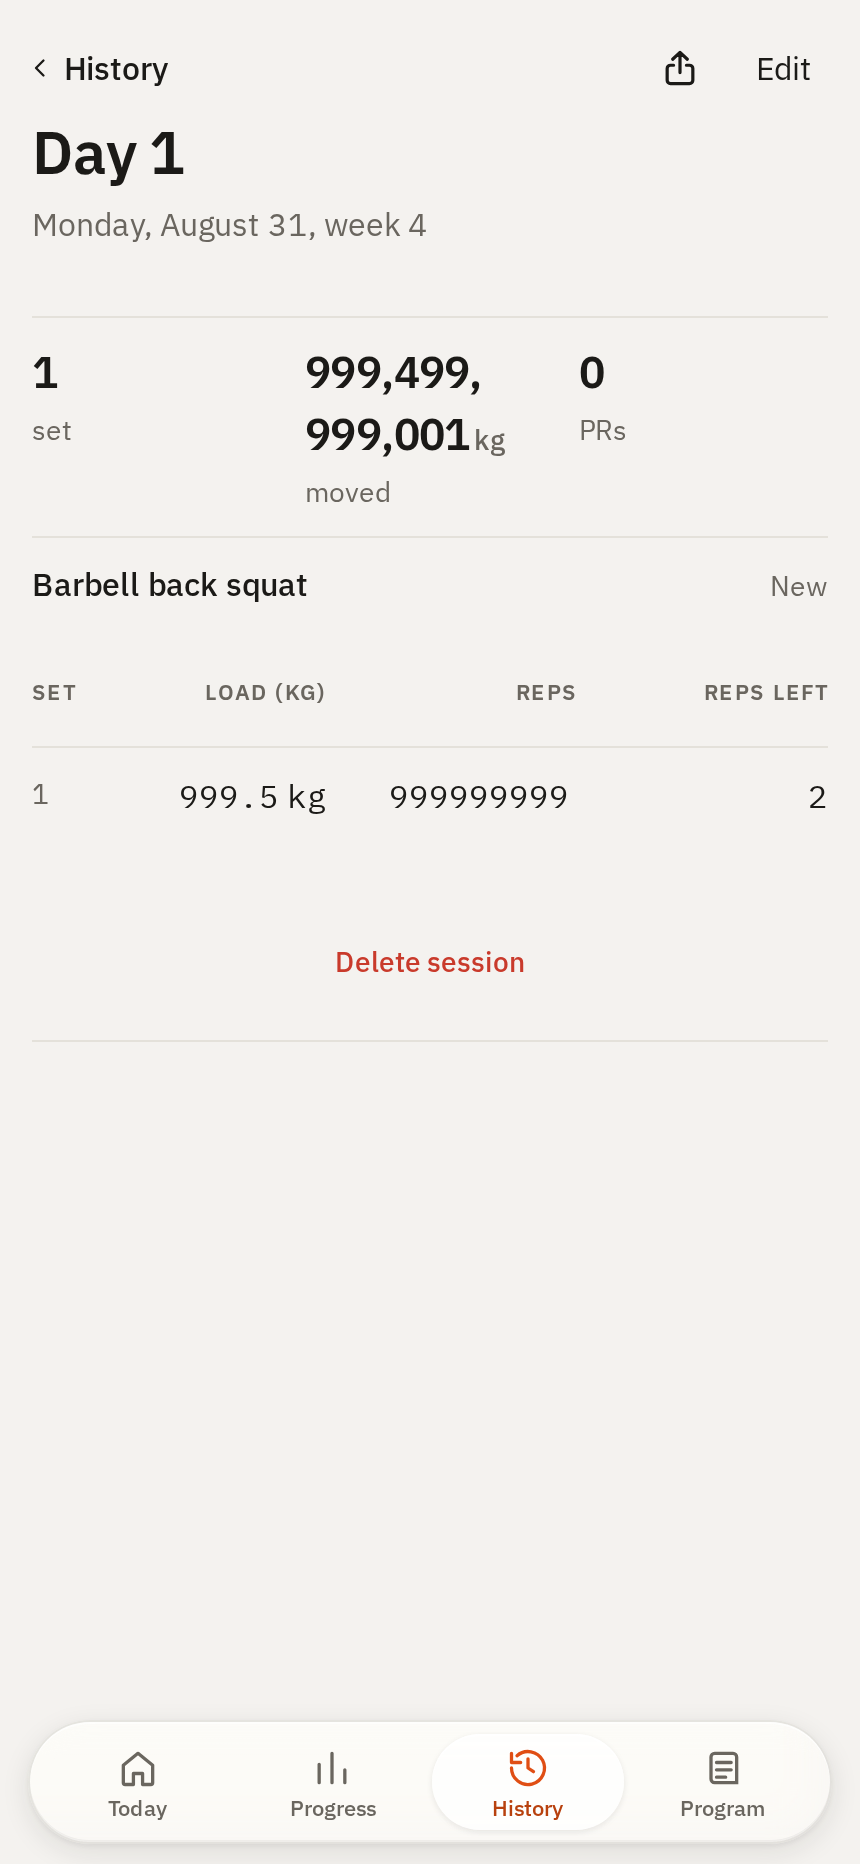 History
Edit
Day 1
Monday, August 31, week 4
1
set
999,499,
999,001 kg
moved
0
PRs
Barbell back squat
New
SET LOAD (KG) REPS REPS LEFT
1 999.5 kg 999999999 2
Delete session
Today
Progress
History
Program